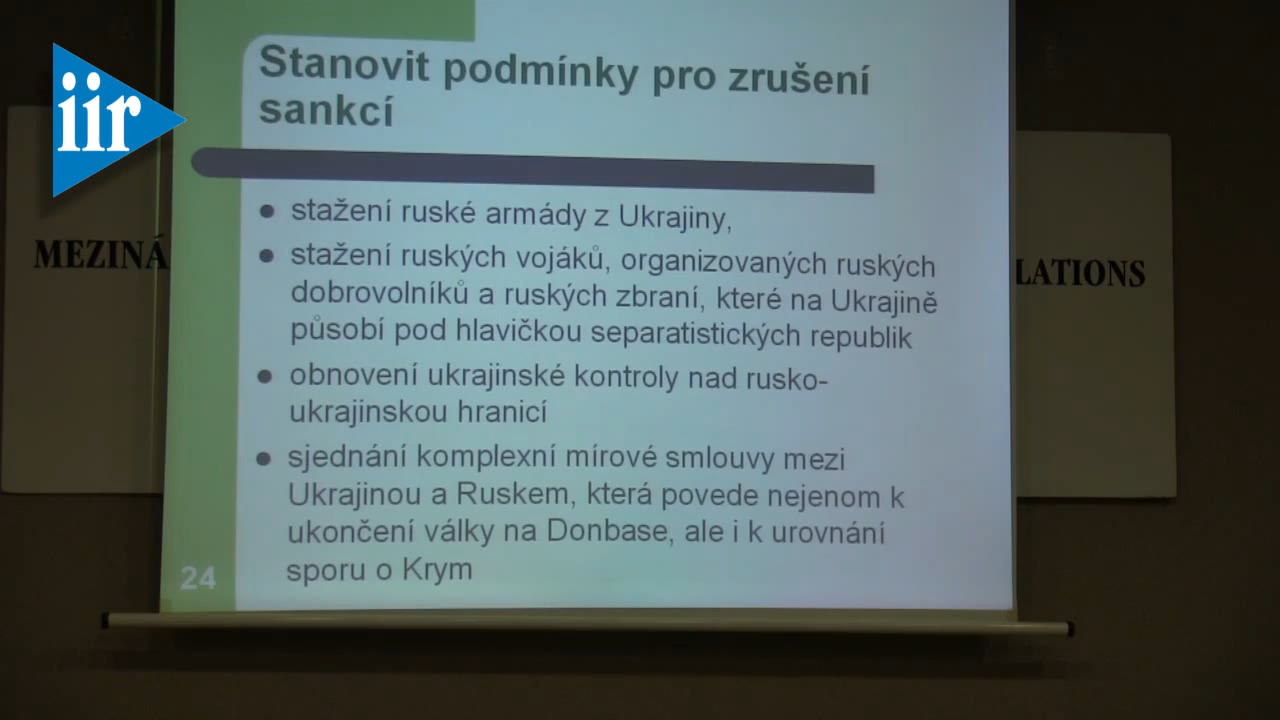 iir
Stanovit podmínky pro zrušení
sankcí
MEZINÁ
LATIONS
● stažení ruské armády z Ukrajiny,
● stažení ruských vojáků, organizovaných ruských
dobrovolníků a ruských zbraní, které na Ukrajině
působí pod hlavičkou separatistických republik
● obnovení ukrajinské kontroly nad rusko-
ukrajinskou hranicí
● sjednání komplexní mírové smlouvy mezi
Ukrajinou a Ruskem, která povede nejenom k
ukončení války na Donbase, ale i k urovnání
sporu o Krym
24